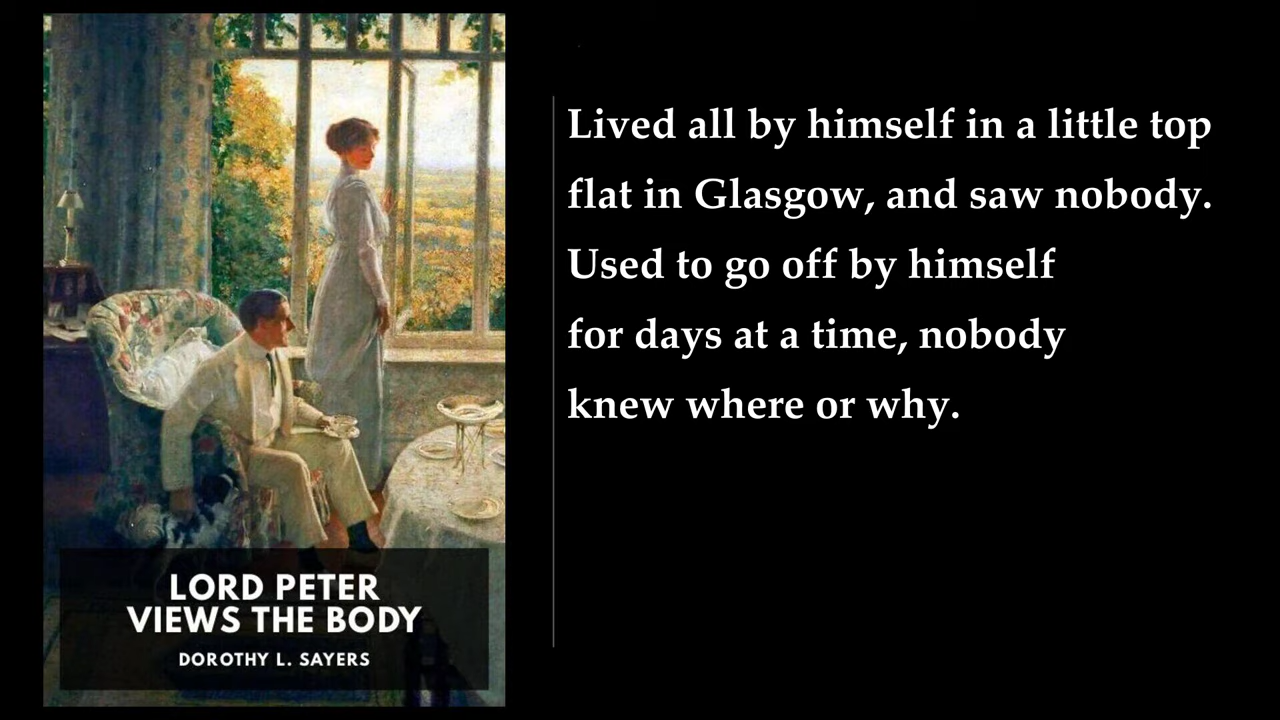 Lived all by himself in a little top
flat in Glasgow, and saw nobody.
Used to go off by himself
for days at a time, nobody
knew where or why.
LORD PETER
VIEWS THE BODY
DOROTHY L. SAYERS